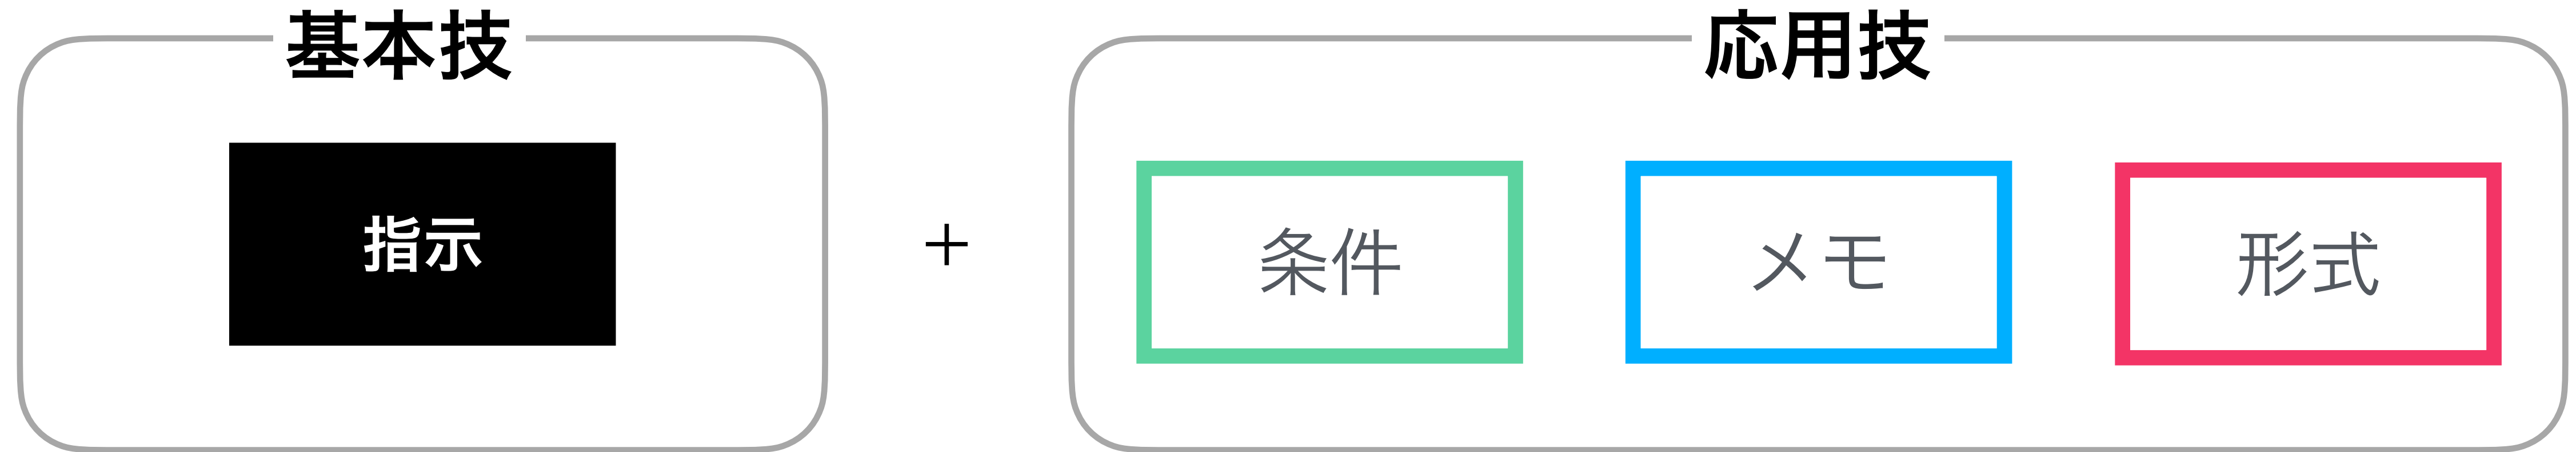 基本技
応用技
指示
+
条件
メモ
形式